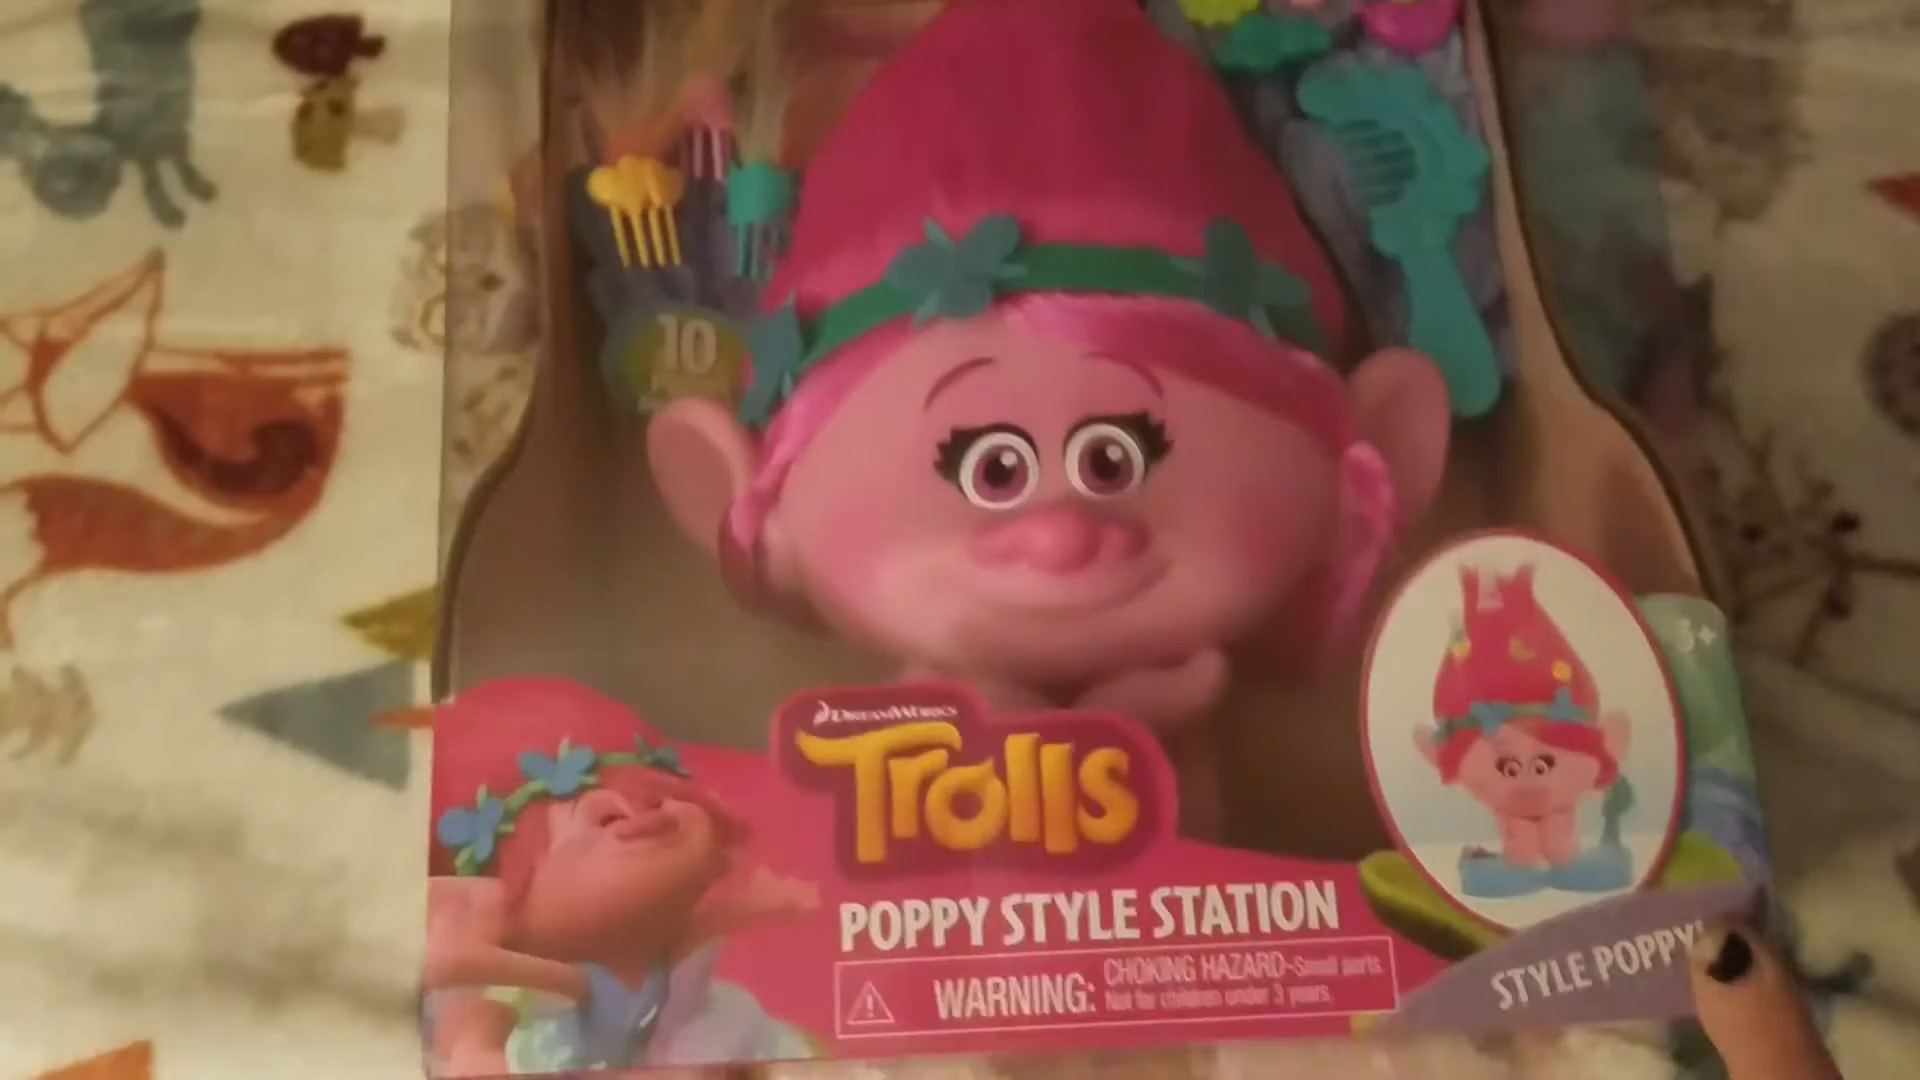 10
3+
DREAMWORKS
TROLLS
POPPY STYLE STATION
WARNING: CHOKING HAZARD-Small parts.
Not for children under 3 years.
STYLE POPPY!